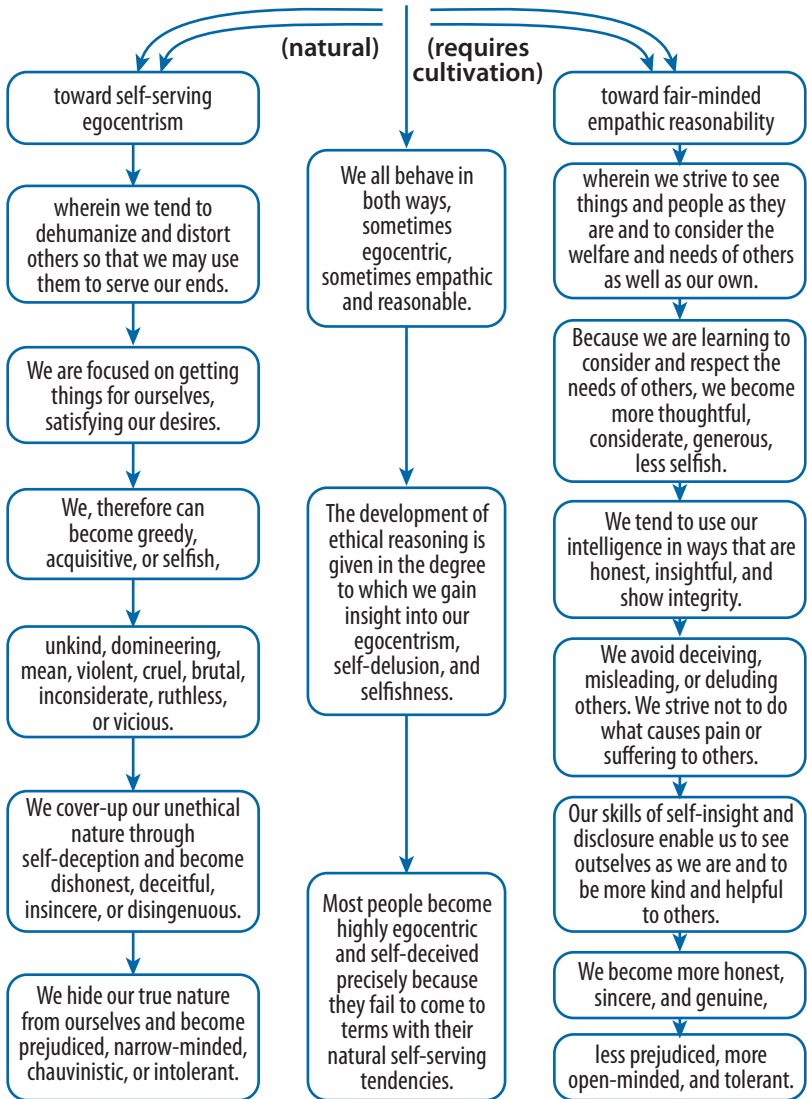 (natural)
(requires
cultivation)
toward self-serving
egocentrism
wherein we tend to
dehumanize and distort
others so that we may use
them to serve our ends.
We are focused on getting
things for ourselves,
satisfying our desires.
We, therefore can
become greedy,
acquisitive, or selfish,
unkind, domineering,
mean, violent, cruel, brutal,
inconsiderate, ruthless,
or vicious.
We cover-up our unethical
nature through
self-deception and become
dishonest, deceitful,
insincere, or disingenuous.
We hide our true nature
from ourselves and become
prejudiced, narrow-minded,
chauvinistic, or intolerant.
We all behave in
both ways,
sometimes
egocentric,
sometimes empathic
and reasonable.
The development of
ethical reasoning is
given in the degree
to which we gain
insight into our
egocentrism,
self-delusion, and
selfishness.
Most people become
highly egocentric
and self-deceived
precisely because
they fail to come to
terms with their
natural self-serving
tendencies.
toward fair-minded
empathic reasonability
wherein we strive to see
things and people as they
are and to consider the
welfare and needs of others
as well as our own.
Because we are learning to
consider and respect the
needs of others, we become
more thoughtful,
considerate, generous,
less selfish.
We tend to use our
intelligence in ways that are
honest, insightful, and
show integrity.
We avoid deceiving,
misleading, or deluding
others. We strive not to do
what causes pain or
suffering to others.
Our skills of self-insight and
disclosure enable us to see
outselves as we are and to
be more kind and helpful
to others.
We become more honest,
sincere, and genuine,
less prejudiced, more
open-minded, and tolerant.